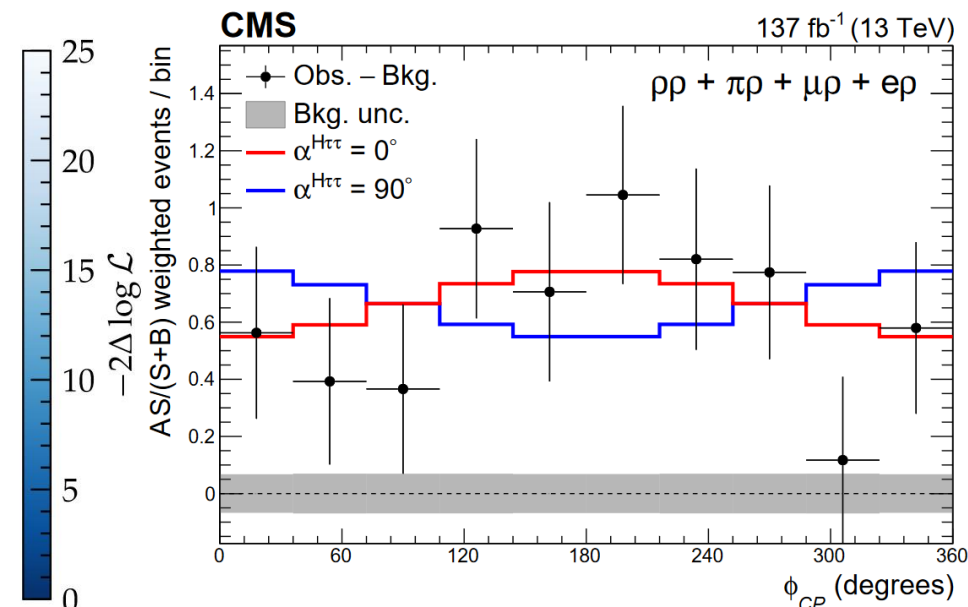 CMS
137 fb⁻¹ (13 TeV)
25
20
15
10
5
0
−2Δ log ℒ
AS/(S+B) weighted events / bin
1.4
1.2
1
0.8
0.6
0.4
0.2
0
Obs. – Bkg.
Bkg. unc.
α^Hττ = 0°
α^Hττ = 90°
ρρ + πρ + μρ + eρ
0 60 120 180 240 300 360
ϕ_CP (degrees)